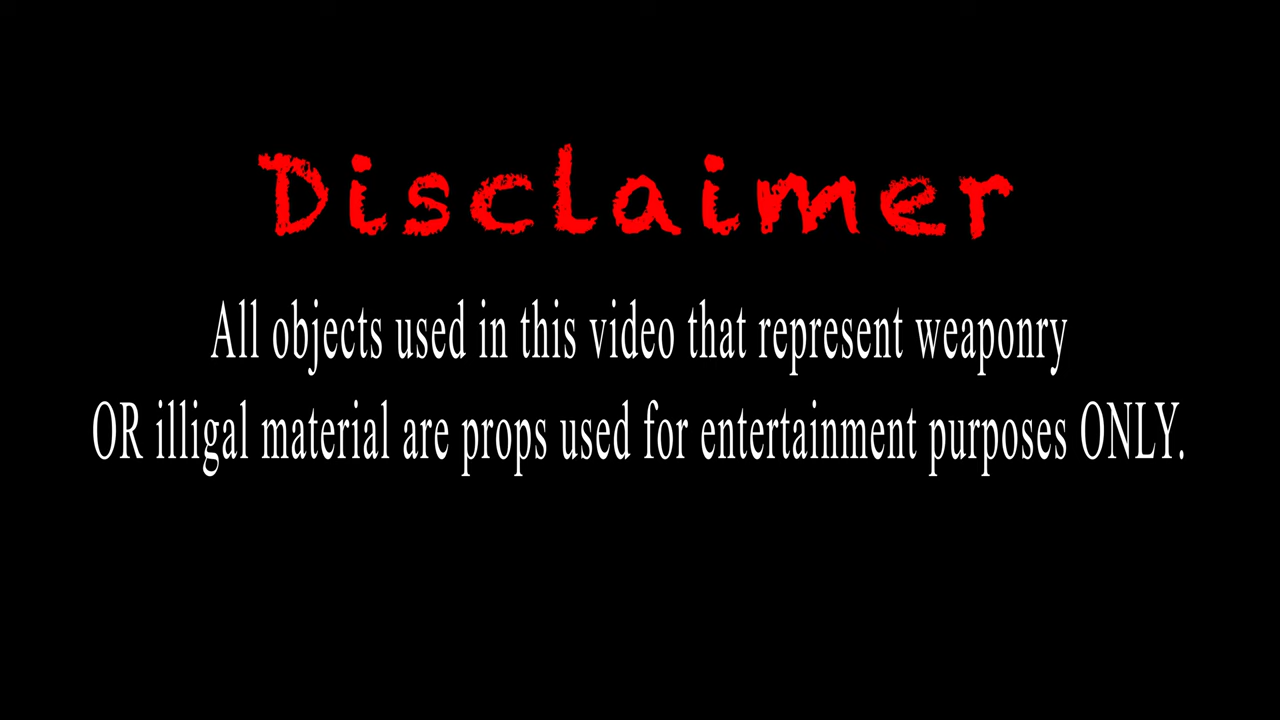 Disclaimer
All objects used in this video that represent weaponry
OR illigal material are props used for entertainment purposes ONLY.